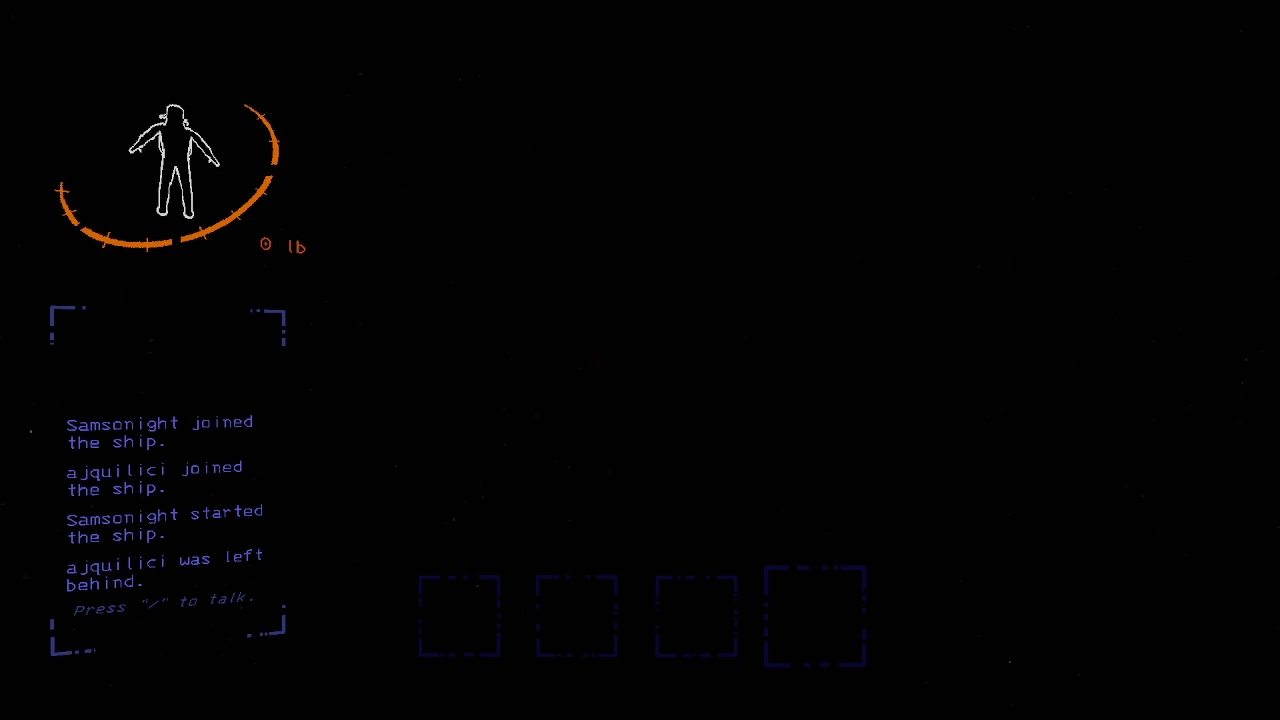 0 lb
Samsonight joined
the ship.
ajquilici joined
the ship.
Samsonight started
the ship.
ajquilici was left
behind.
Press "/" to talk.